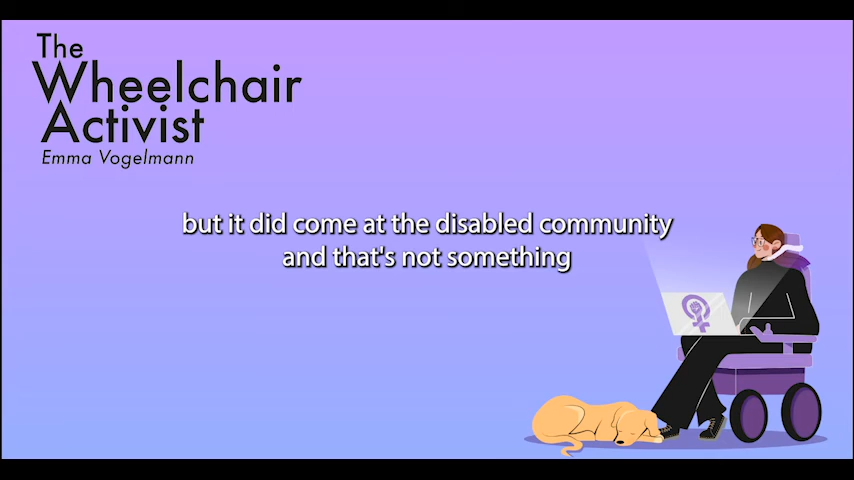 The
Wheelchair
Activist
Emma Vogelmann
but it did come at the disabled community
and that's not something